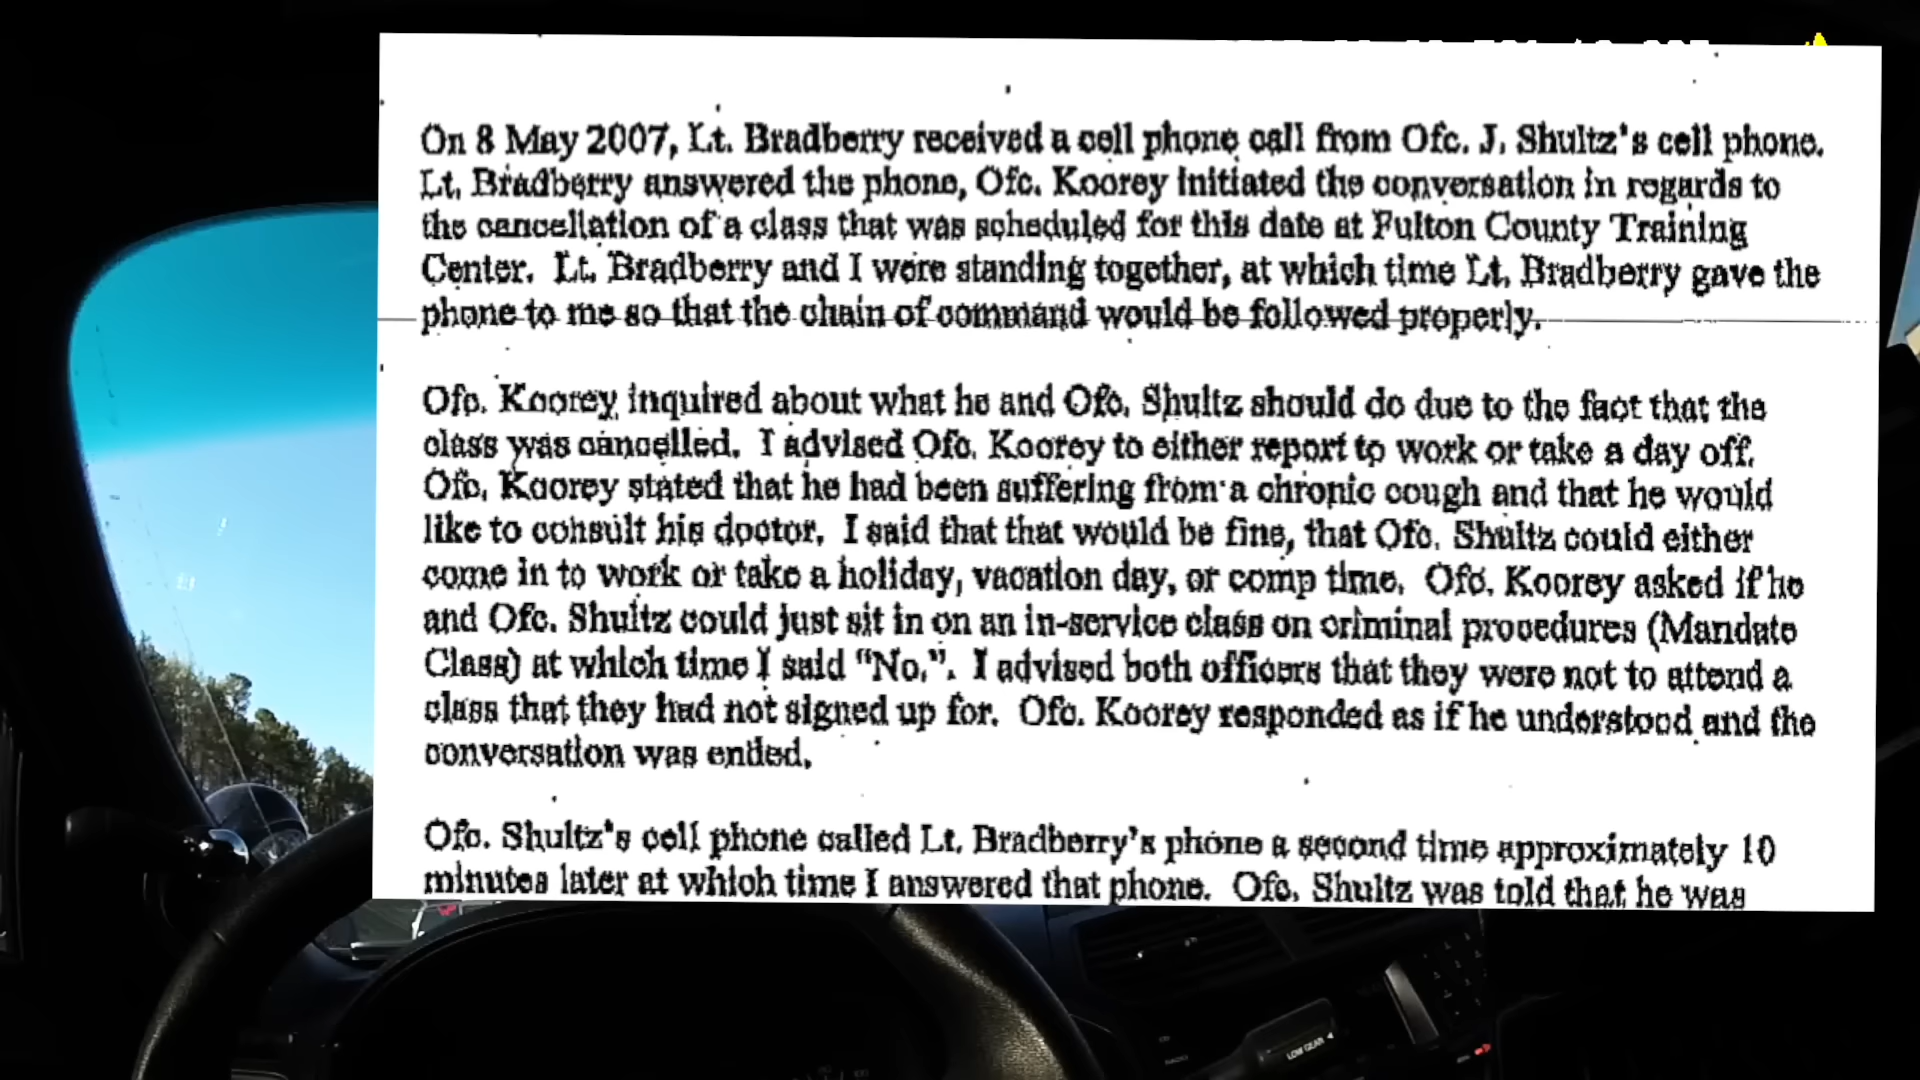 On 8 May 2007, Lt. Bradberry received a cell phone call from Ofc. J. Shultz's cell phone.
Lt. Bradberry answered the phone, Ofc. Koorey initiated the conversation in regards to
the cancellation of a class that was scheduled for this date at Fulton County Training
Center. Lt. Bradberry and I were standing together, at which time Lt. Bradberry gave the
phone to me so that the chain of command would be followed properly.
Ofc. Koorey inquired about what he and Ofc. Shultz should do due to the fact that the
class was cancelled. I advised Ofc. Koorey to either report to work or take a day off.
Ofc. Koorey stated that he had been suffering from a chronic cough and that he would
like to consult his doctor. I said that that would be fine, that Ofc. Shultz could either
come in to work or take a holiday, vacation day, or comp time. Ofc. Koorey asked if he
and Ofc. Shultz could just sit in on an in-service class on criminal procedures (Mandate
Class) at which time I said “No.”. I advised both officers that they were not to attend a
class that they had not signed up for. Ofc. Koorey responded as if he understood and the
conversation was ended.
Ofc. Shultz's cell phone called Lt. Bradberry's phone a second time approximately 10
minutes later at which time I answered that phone. Ofc. Shultz was told that he was
LOW GEAR